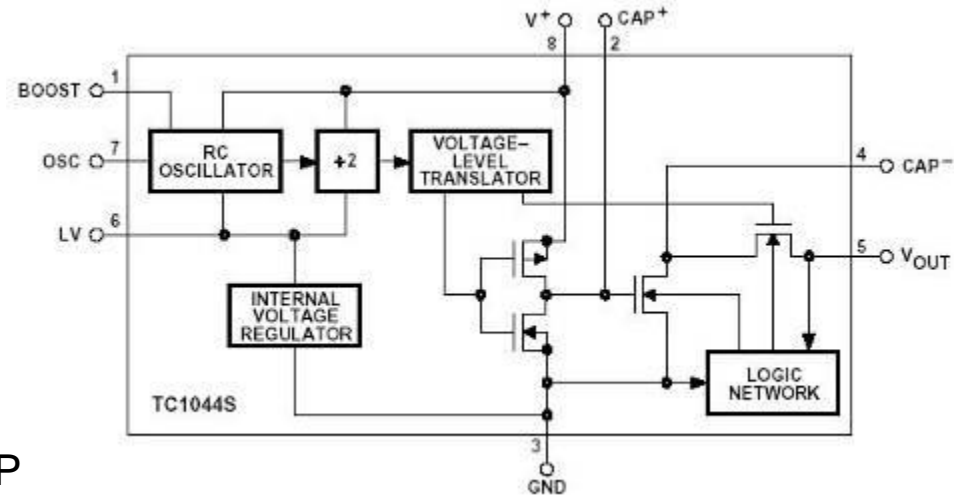 V+ CAP+
8 2
BOOST 1
RC
OSCILLATOR
÷2
VOLTAGE–
LEVEL
TRANSLATOR
OSC 7
4 CAP–
LV 6
5 VOUT
INTERNAL
VOLTAGE
REGULATOR
LOGIC
NETWORK
TC1044S
3
GND
P